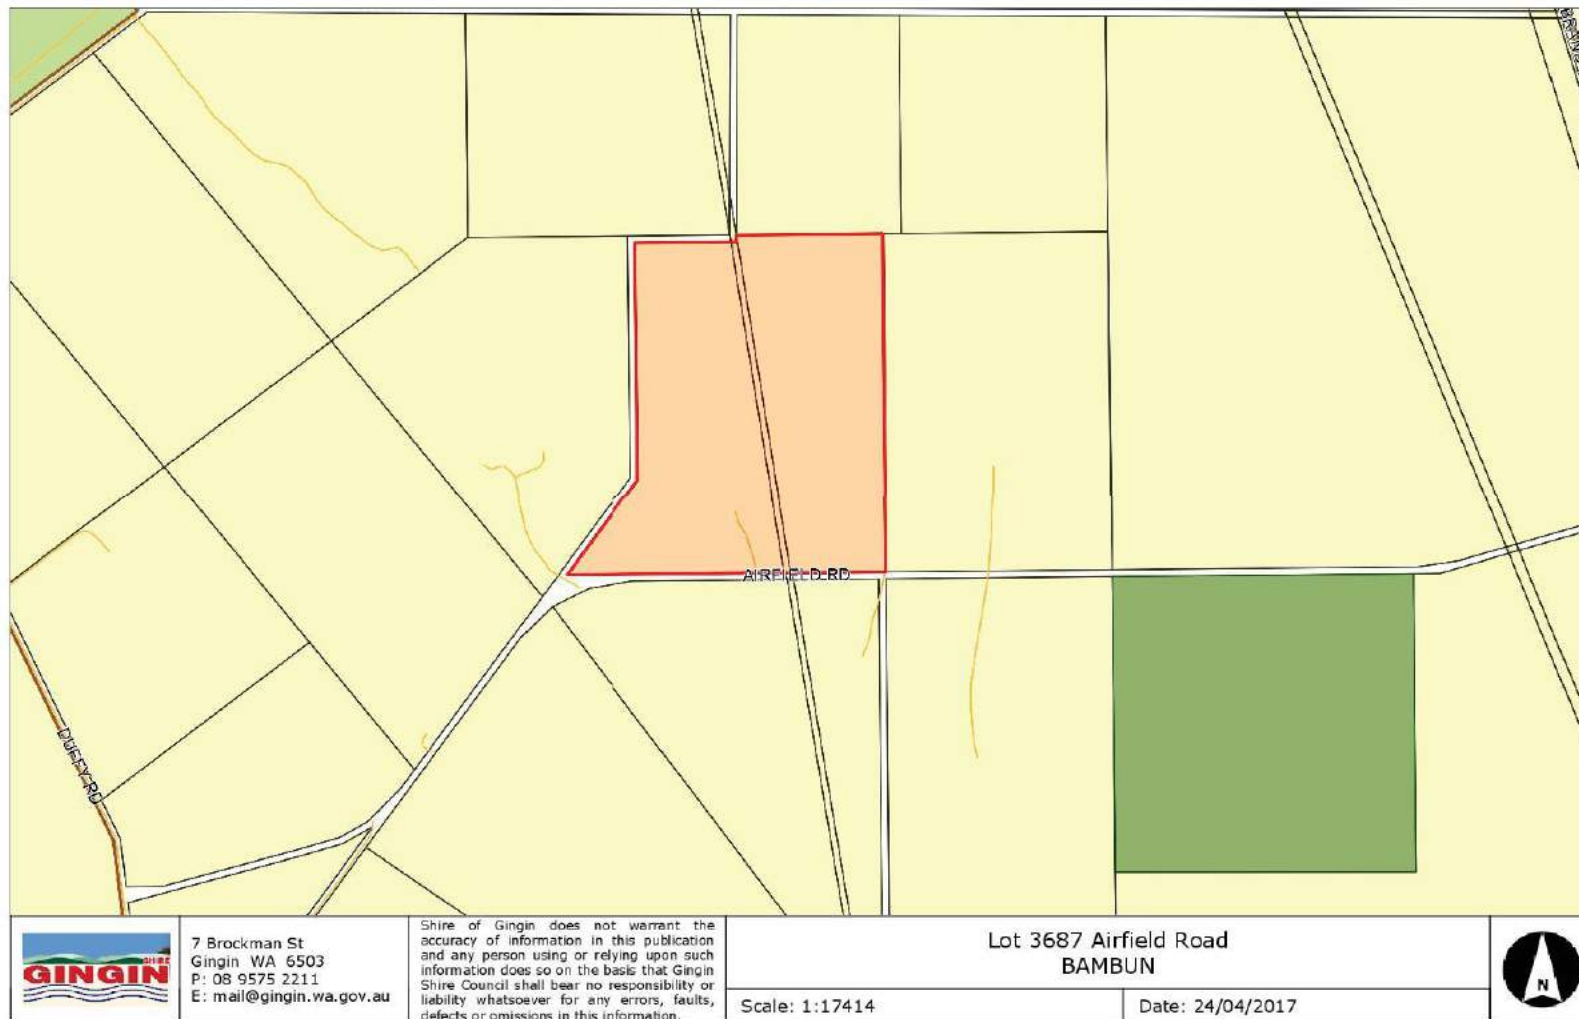 BRAND
AIRFIELD RD
DUFFY RD
SHIRE
GINGIN
7 Brockman St
Gingin WA 6503
P: 08 9575 2211
E: mail@gingin.wa.gov.au
Shire of Gingin does not warrant the
accuracy of information in this publication
and any person using or relying upon such
information does so on the basis that Gingin
Shire Council shall bear no responsibility or
liability whatsoever for any errors, faults,
defects or omissions in this information.
Lot 3687 Airfield Road
BAMBUN
Scale: 1:17414
Date: 24/04/2017
N